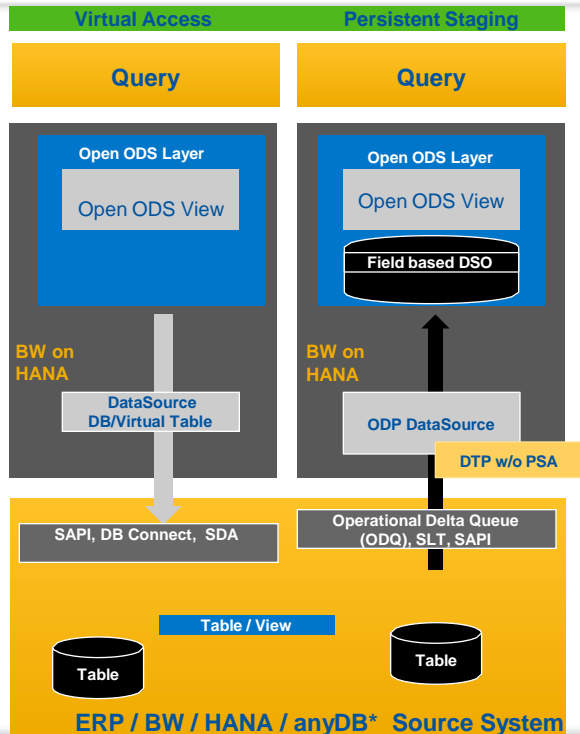 Virtual Access
Persistent Staging
Query
Query
Open ODS Layer
Open ODS View
BW on
HANA
DataSource
DB/Virtual Table
Open ODS Layer
Open ODS View
Field based DSO
BW on
HANA
ODP DataSource
DTP w/o PSA
SAPI, DB Connect, SDA
Operational Delta Queue
(ODQ), SLT, SAPI
Table / View
Table
Table
ERP / BW / HANA / anyDB* Source System